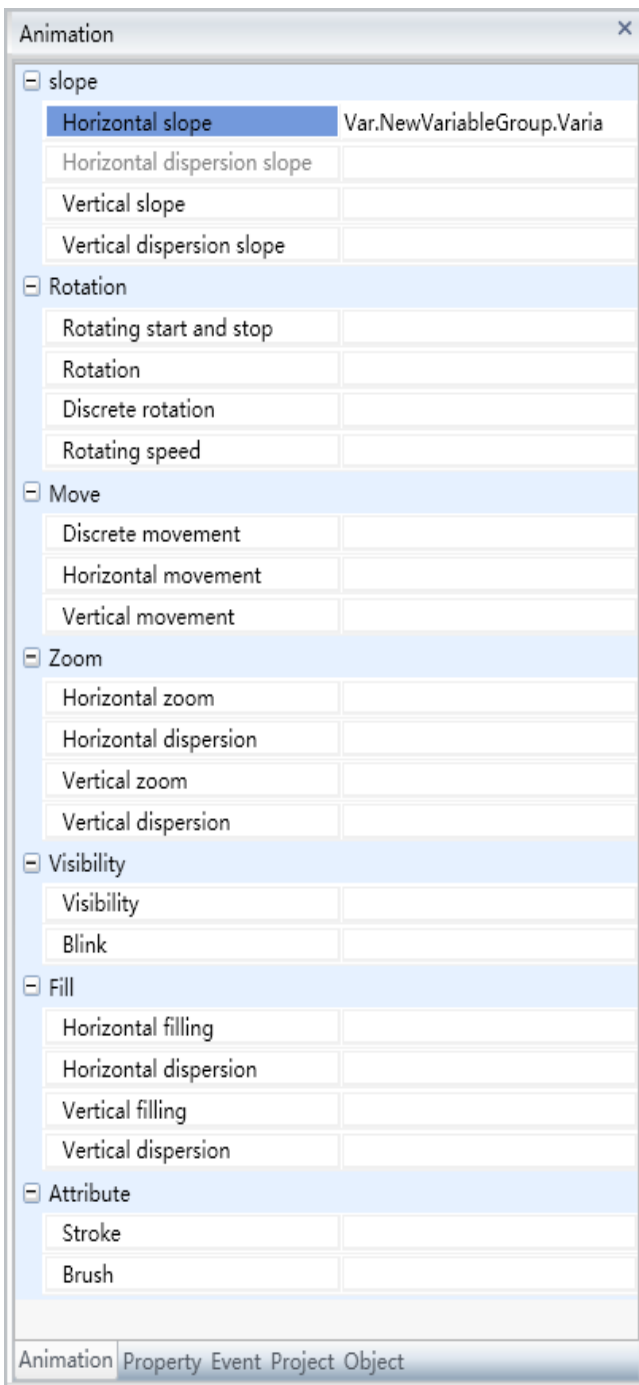 Animation
slope
Horizontal slope Var.NewVariableGroup.Varia
Horizontal dispersion slope
Vertical slope
Vertical dispersion slope
Rotation
Rotating start and stop
Rotation
Discrete rotation
Rotating speed
Move
Discrete movement
Horizontal movement
Vertical movement
Zoom
Horizontal zoom
Horizontal dispersion
Vertical zoom
Vertical dispersion
Visibility
Visibility
Blink
Fill
Horizontal filling
Horizontal dispersion
Vertical filling
Vertical dispersion
Attribute
Stroke
Brush
Animation Property Event Project Object